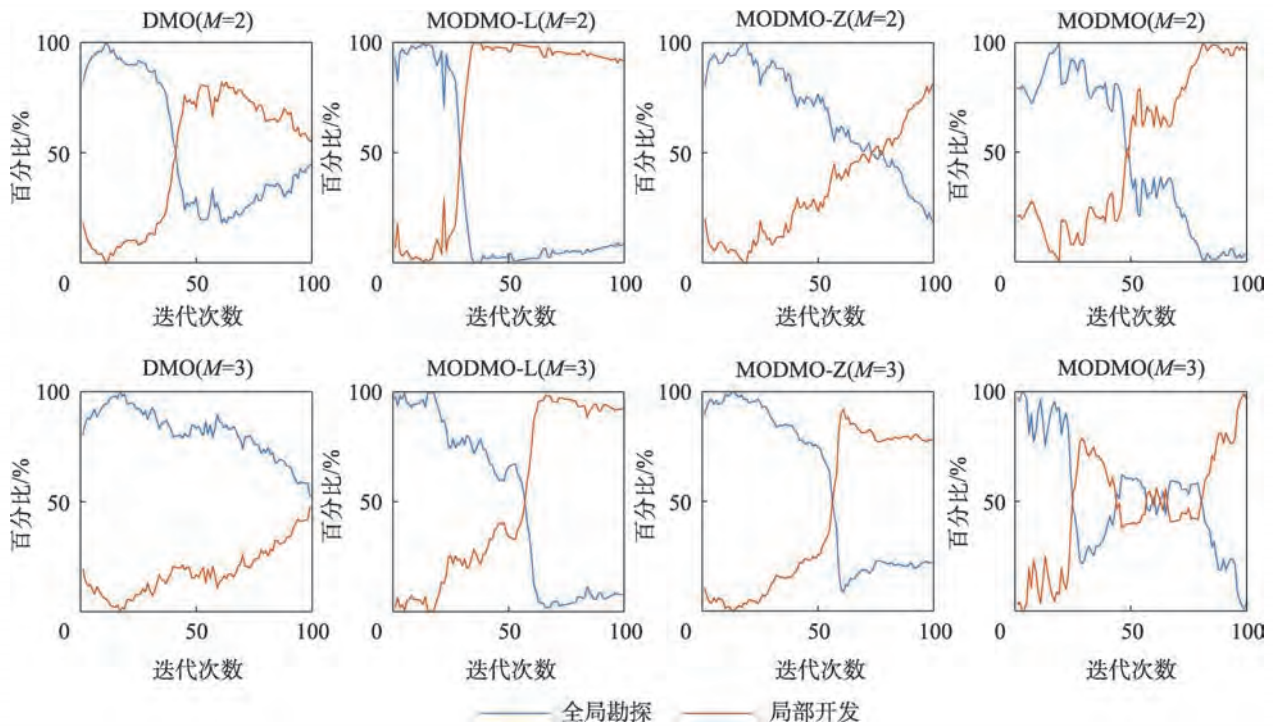 DMO(M=2) MODMO-L(M=2) MODMO-Z(M=2) MODMO(M=2)
100 100 100 100
50 50 50 50
百分比/% 百分比/% 百分比/% 百分比/%
0 50 100 0 50 100 0 50 100 0 50 100
迭代次数 迭代次数 迭代次数 迭代次数
DMO(M=3) MODMO-L(M=3) MODMO-Z(M=3) MODMO(M=3)
100 100 100 100
50 50 50 50
百分比/% 百分比/% 百分比/% 百分比/%
0 50 100 0 50 100 0 50 100 0 50 100
迭代次数 迭代次数 迭代次数 迭代次数
全局勘探 局部开发